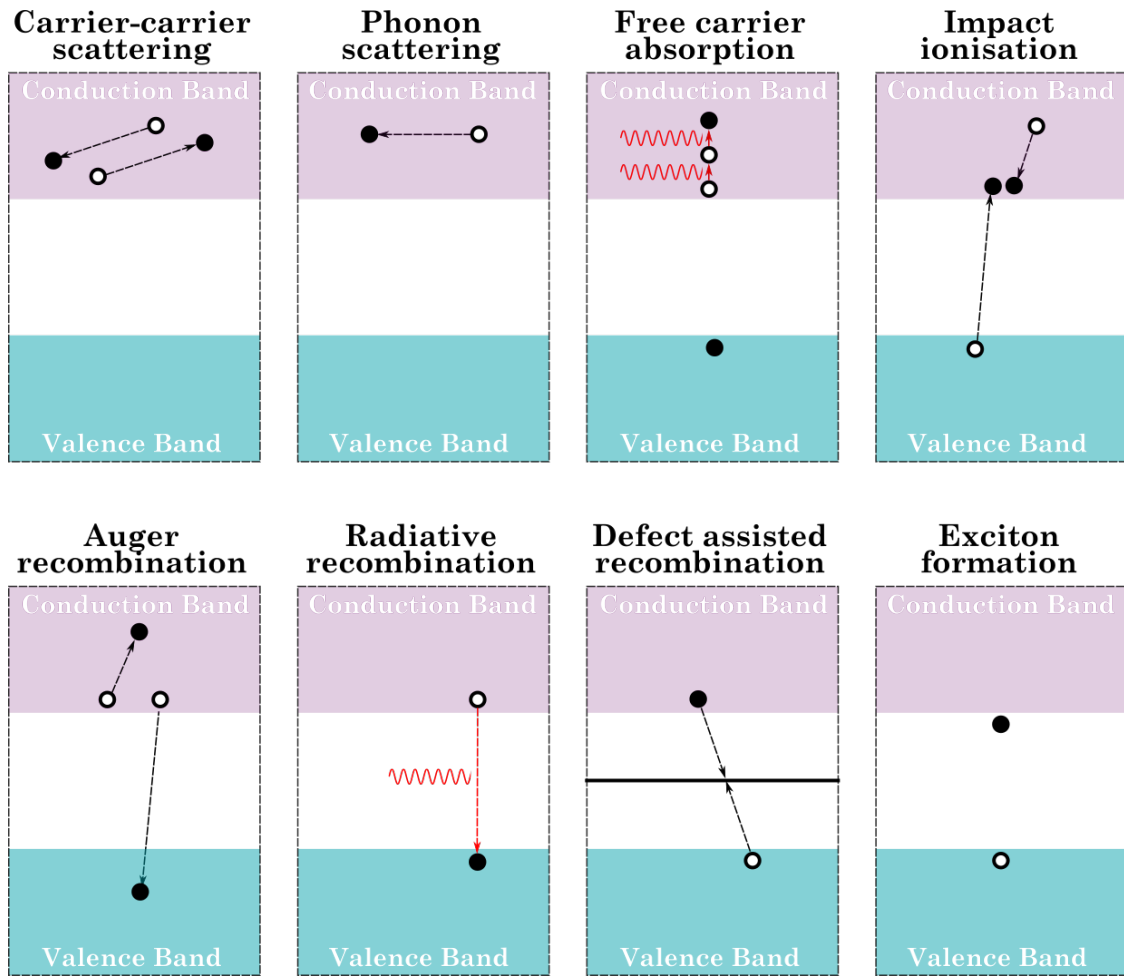 Carrier-carrier
scattering
Phonon
scattering
Free carrier
absorption
Impact
ionisation
Conduction Band
Conduction Band
Conduction Band
Conduction Band
Valence Band
Valence Band
Valence Band
Valence Band
Auger
recombination
Radiative
recombination
Defect assisted
recombination
Exciton
formation
Conduction Band
Conduction Band
Conduction Band
Conduction Band
Valence Band
Valence Band
Valence Band
Valence Band